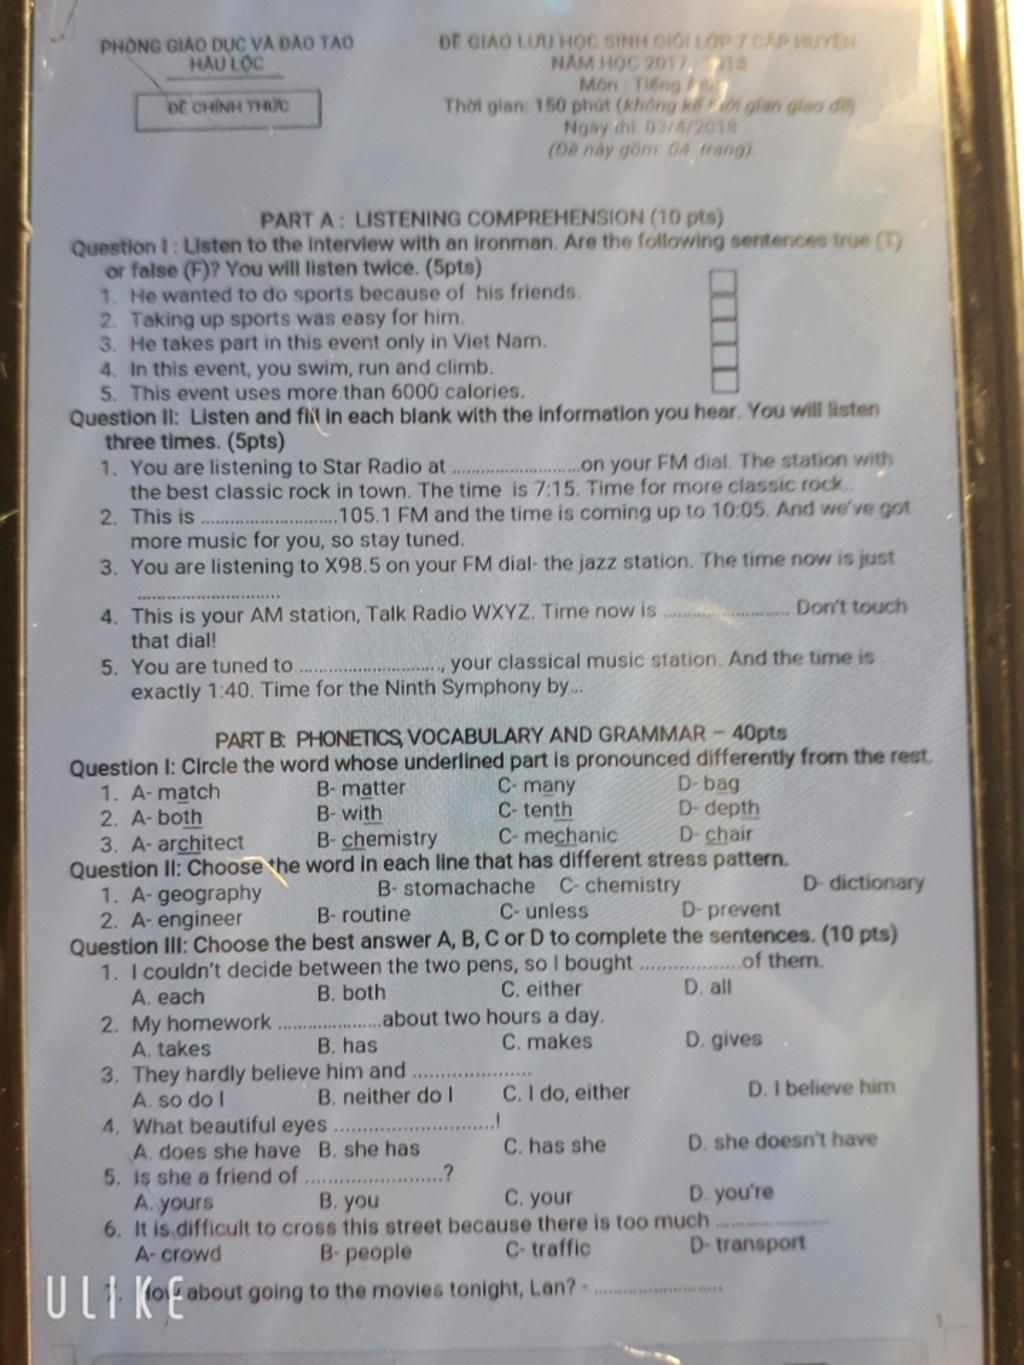 PHÒNG GIÁO DỤC VÀ ĐÀO TẠO
HẬU LỘC
ĐỀ CHÍNH THỨC
ĐỀ GIAO LƯU HỌC SINH GIỎI LỚP 7 CẤP HUYỆN
NĂM HỌC 2017 - 2018
Môn : Tiếng
Thời gian: 150 phút (không kể thời gian giao đề)
Ngày thi: 03/4/2018
(Đề này gồm: 04 trang)
PART A : LISTENING COMPREHENSION (10 pts)
Question I : Listen to the interview with an ironman. Are the following sentences true (T)
or false (F)? You will listen twice. (5pts)
1. He wanted to do sports because of his friends.
2. Taking up sports was easy for him.
3. He takes part in this event only in Viet Nam.
4. In this event, you swim, run and climb.
5. This event uses more than 6000 calories.
Question II: Listen and fill in each blank with the information you hear. You will listen
three times. (5pts)
1. You are listening to Star Radio at ........................on your FM dial. The station with
the best classic rock in town. The time is 7:15. Time for more classic rock..
2. This is ..........................105.1 FM and the time is coming up to 10:05. And we've got
more music for you, so stay tuned.
3. You are listening to X98.5 on your FM dial- the jazz station. The time now is just
...........................
4. This is your AM station, Talk Radio WXYZ. Time now is ........................ Don't touch
that dial!
5. You are tuned to ..........................., your classical music station. And the time is
exactly 1:40. Time for the Ninth Symphony by...
PART B: PHONETICS, VOCABULARY AND GRAMMAR – 40pts
Question I: Circle the word whose underlined part is pronounced differently from the rest.
1. A- match B- matter C- many D- bag
2. A- both B- with C- tenth D- depth
3. A- architect B- chemistry C- mechanic D- chair
Question II: Choose the word in each line that has different stress pattern.
1. A- geography B- stomachache C- chemistry D- dictionary
2. A- engineer B- routine C- unless D- prevent
Question III: Choose the best answer A, B, C or D to complete the sentences. (10 pts)
1. I couldn't decide between the two pens, so I bought ..................of them.
A. each B. both C. either D. all
2. My homework ....................about two hours a day.
A. takes B. has C. makes D. gives
3. They hardly believe him and .......................
A. so do I B. neither do I C. I do, either D. I believe him
4. What beautiful eyes ...........................!
A. does she have B. she has C. has she D. she doesn't have
5. Is she a friend of ........................?
A. yours B. you C. your D. you're
6. It is difficult to cross this street because there is too much ....................
A- crowd B- people C- traffic D- transport
7. How about going to the movies tonight, Lan? - .......................
ULIKE
1